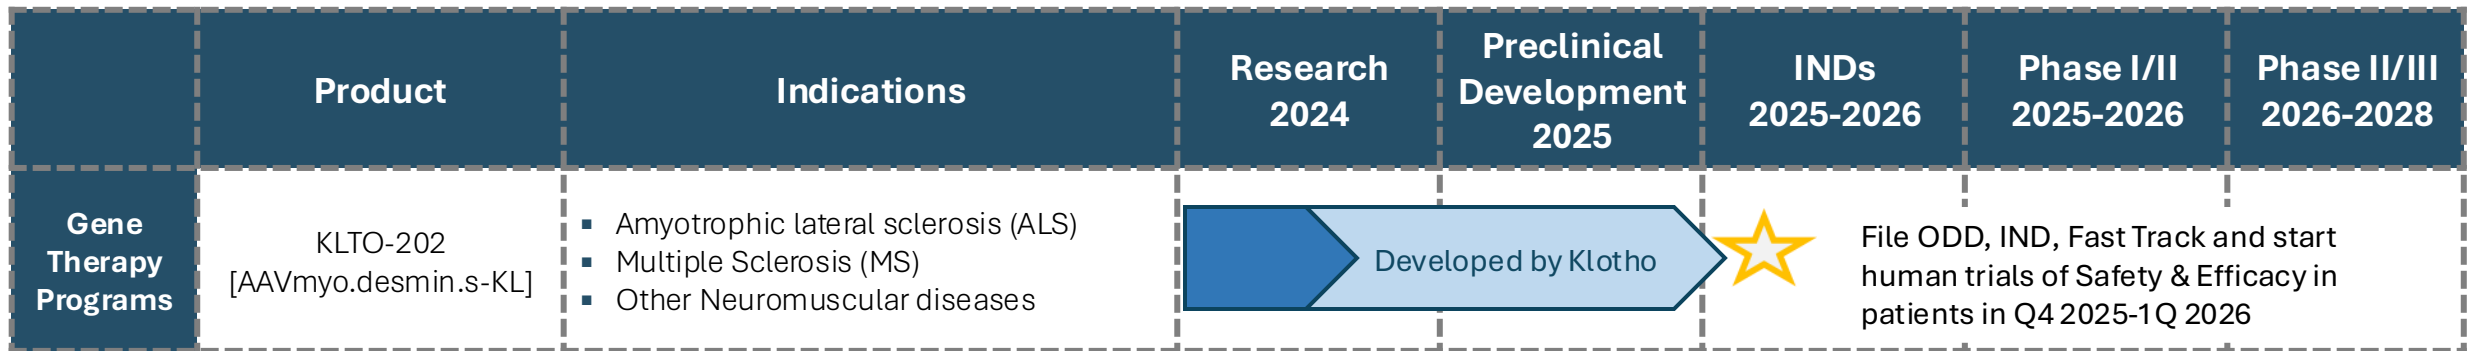 Product
Indications
Research
2024
Preclinical
Development
2025
INDs
2025-2026
Phase I/II
2025-2026
Phase II/III
2026-2028
Gene
Therapy
Programs
KLTO-202
[AAVmyo.desmin.s-KL]
▪ Amyotrophic lateral sclerosis (ALS)
▪ Multiple Sclerosis (MS)
▪ Other Neuromuscular diseases
Developed by Klotho
File ODD, IND, Fast Track and start
human trials of Safety & Efficacy in
patients in Q4 2025-1Q 2026